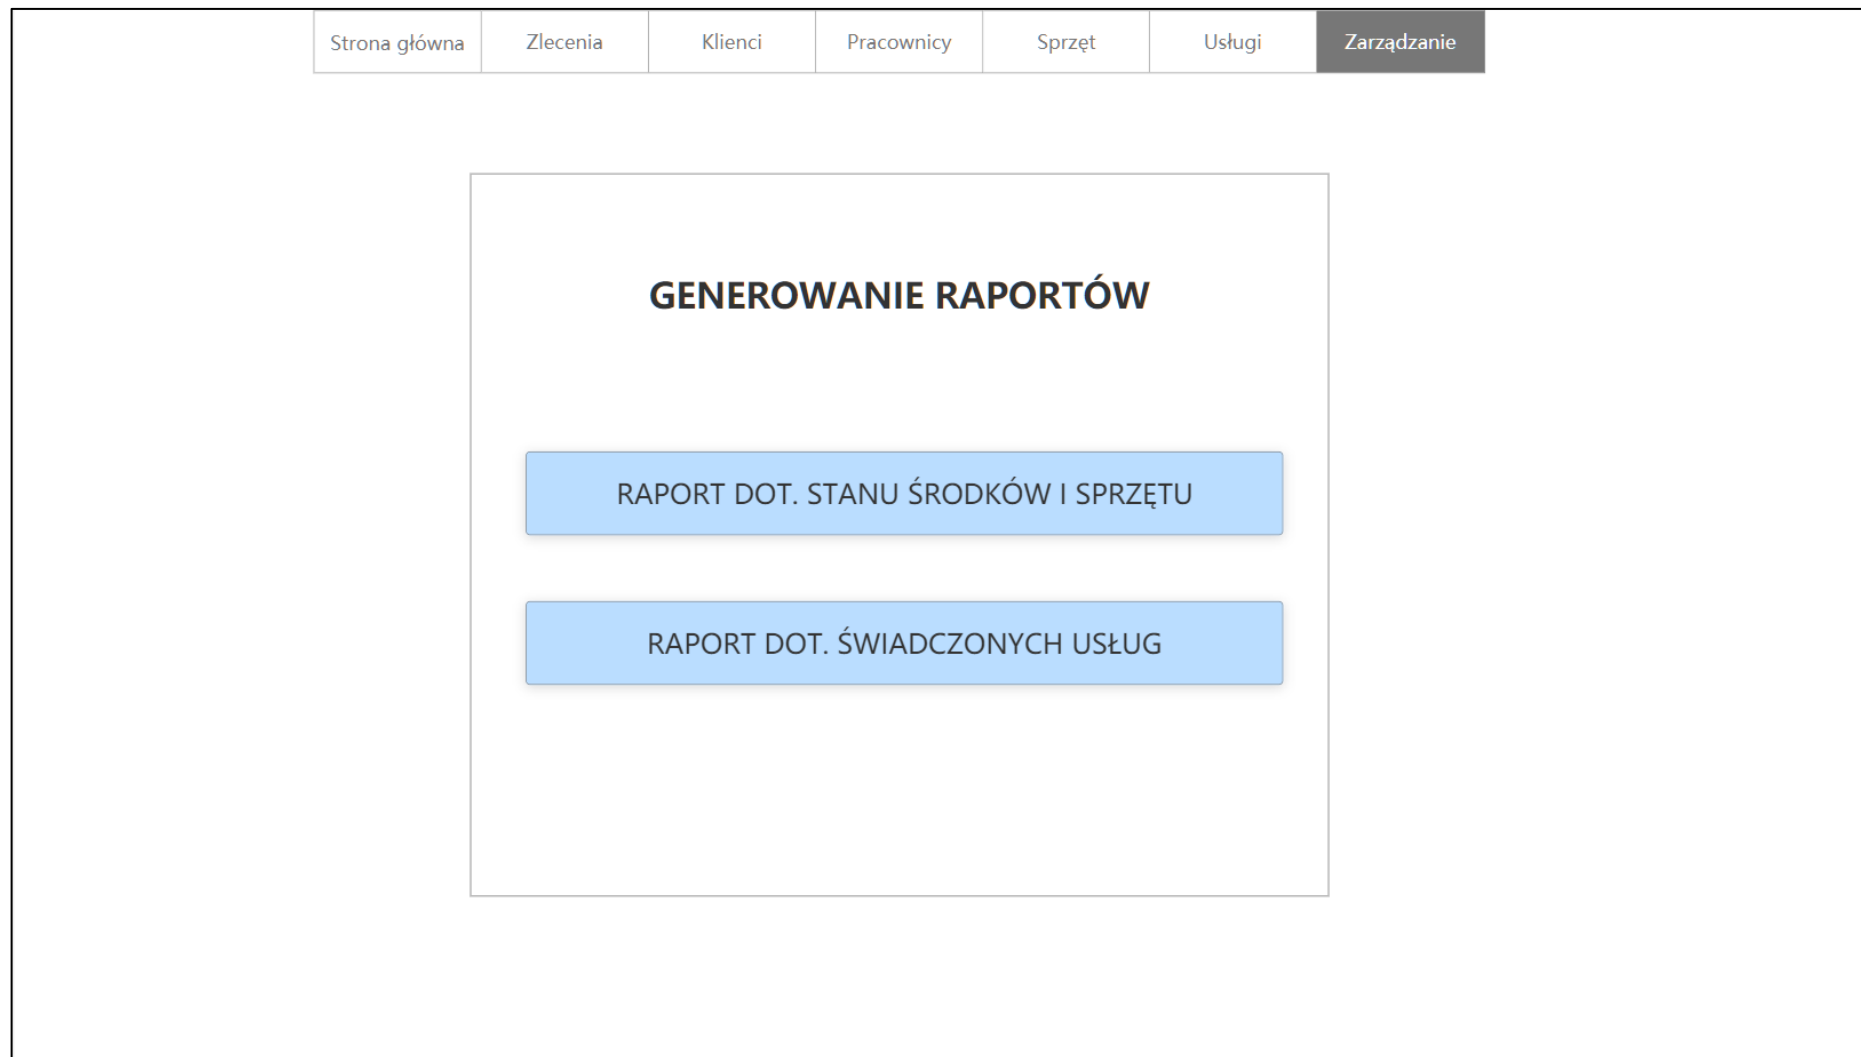 Strona główna Zlecenia Klienci Pracownicy Sprzęt Usługi Zarządzanie
GENEROWANIE RAPORTÓW
RAPORT DOT. STANU ŚRODKÓW I SPRZĘTU
RAPORT DOT. ŚWIADCZONYCH USŁUG